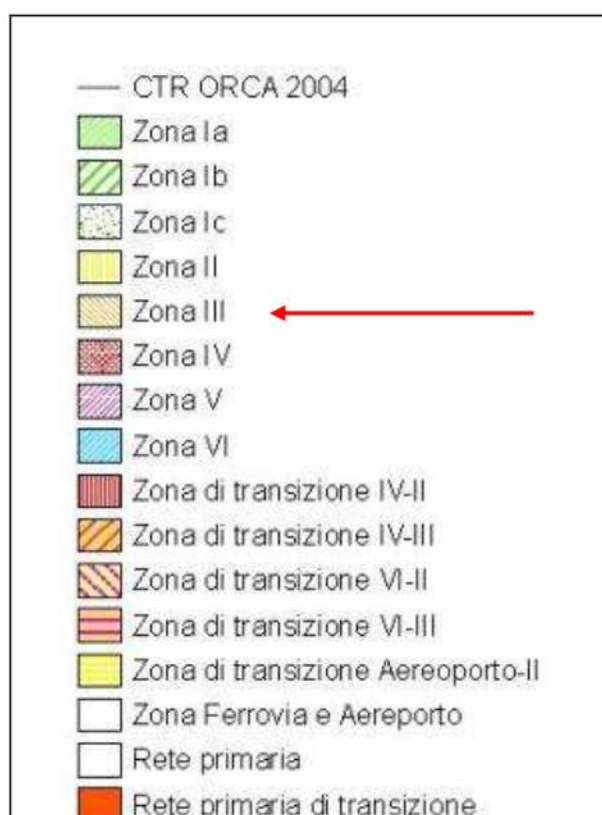 CTR ORCA 2004
Zona Ia
Zona Ib
Zona Ic
Zona II
Zona III
Zona IV
Zona V
Zona VI
Zona di transizione IV-II
Zona di transizione IV-III
Zona di transizione VI-II
Zona di transizione VI-III
Zona di transizione Aereoporto-II
Zona Ferrovia e Aereporto
Rete primaria
Rete primaria di transizione